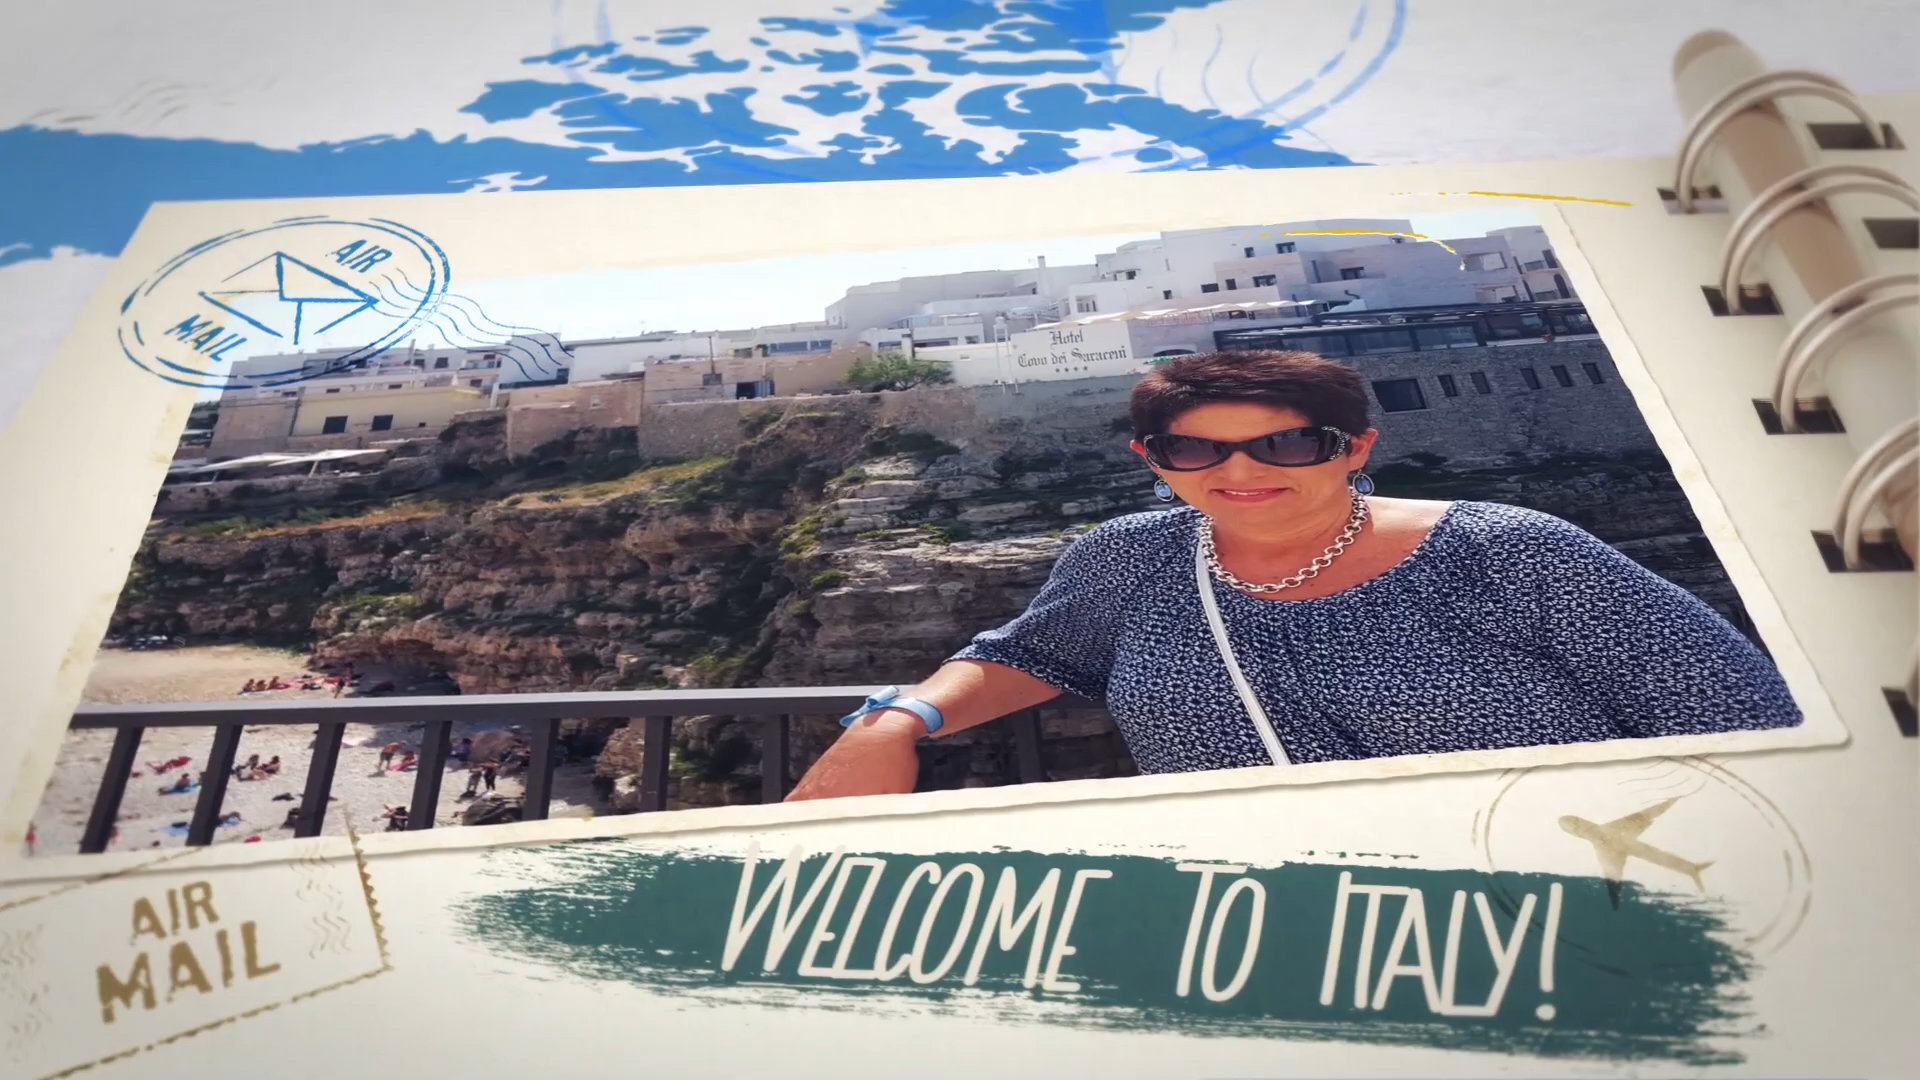 AIR
MAIL
Hotel
Covo dei Saraceni
AIR
MAIL
WELCOME TO ITALY!